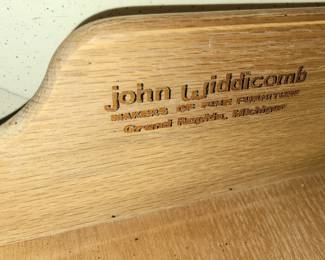 john widdicomb
MAKERS OF FINE FURNITURE
Grand Rapids, Michigan